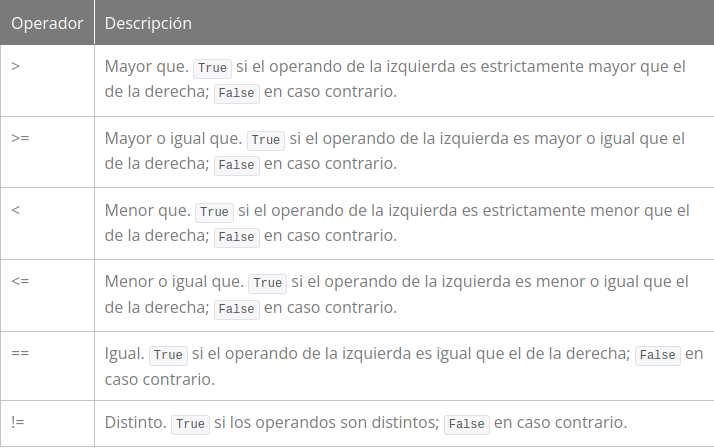 Operador Descripción
> Mayor que. True si el operando de la izquierda es estrictamente mayor que el
de la derecha; False en caso contrario.
>= Mayor o igual que. True si el operando de la izquierda es mayor o igual que el
de la derecha; False en caso contrario.
< Menor que. True si el operando de la izquierda es estrictamente menor que el
de la derecha; False en caso contrario.
<= Menor o igual que. True si el operando de la izquierda es menor o igual que el
de la derecha; False en caso contrario.
== Igual. True si el operando de la izquierda es igual que el de la derecha; False en
caso contrario.
!= Distinto. True si los operandos son distintos; False en caso contrario.